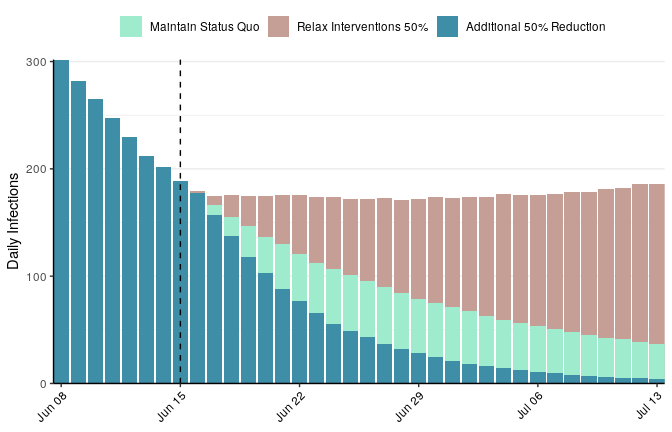 Maintain Status Quo Relax Interventions 50% Additional 50% Reduction
Daily Infections
300
200
100
0
Jun 08 Jun 15 Jun 22 Jun 29 Jul 06 Jul 13